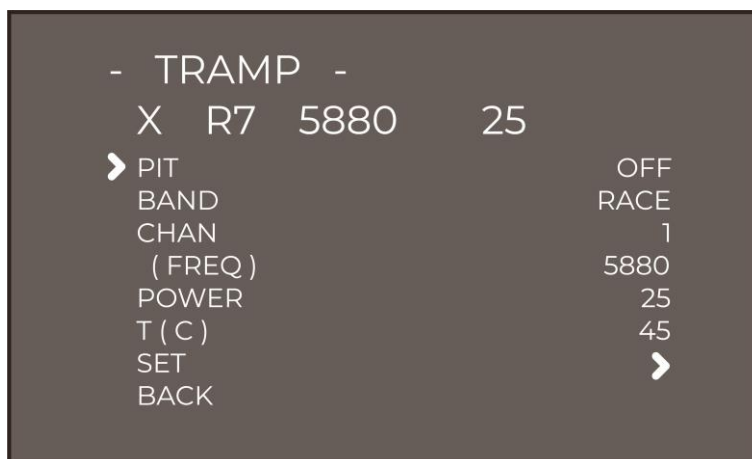 - TRAMP -
X R7 5880 25
PIT OFF
BAND RACE
CHAN 1
( FREQ ) 5880
POWER 25
T ( C ) 45
SET
BACK